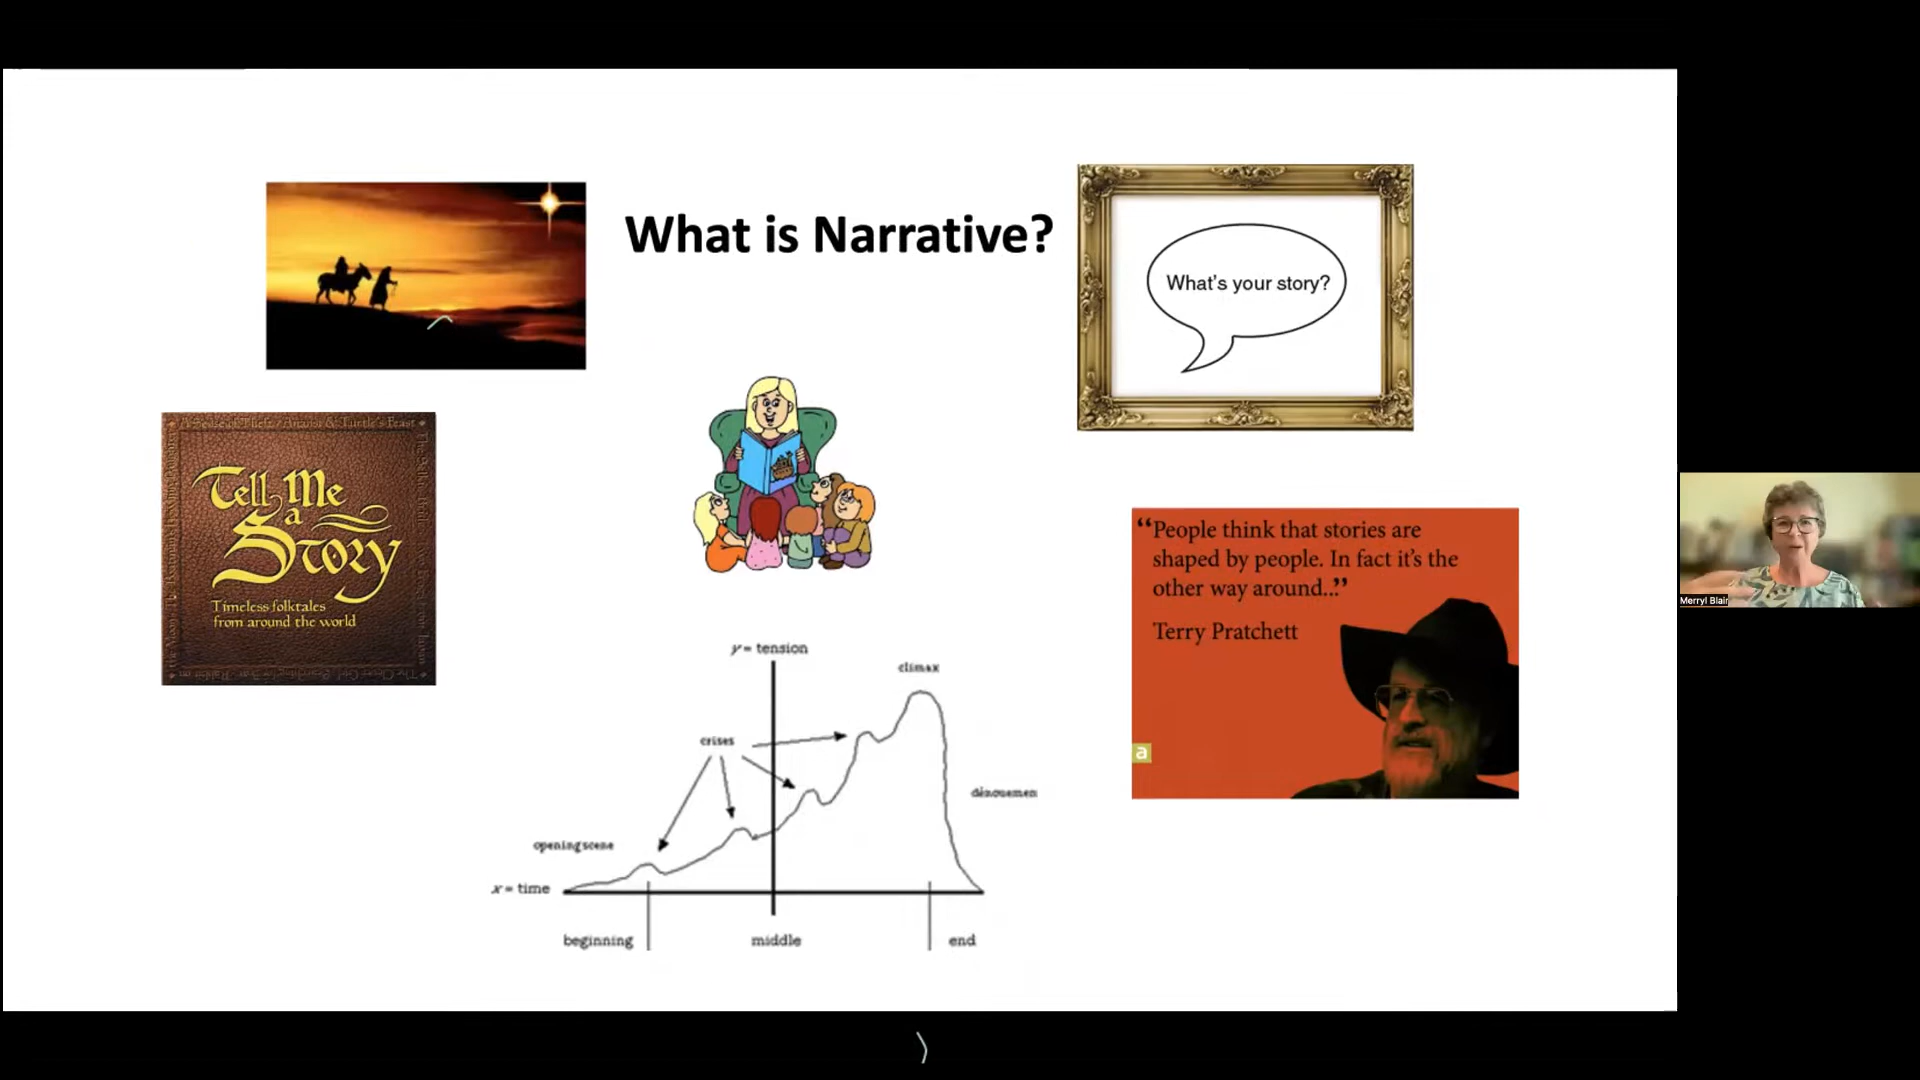 What is Narrative?
What's your story?
Tell Me
a
Story
Timeless folktales
from around the world
“People think that stories are
shaped by people. In fact it's the
other way around...”
Terry Pratchett
a
y = tension
climax
crises
dénouemen
opening scene
x = time
beginning
middle
end
Merryl Blair